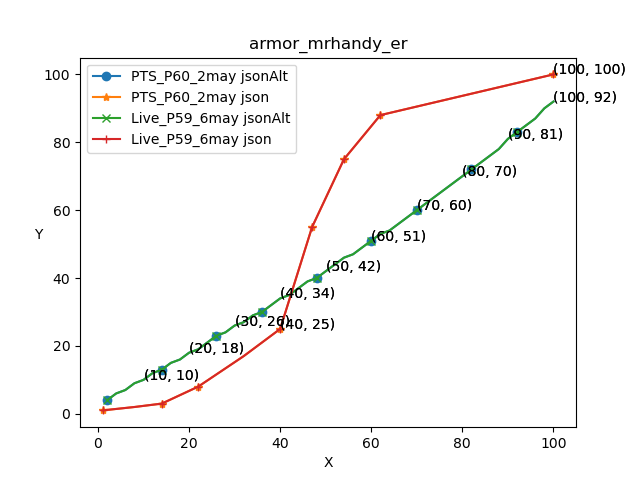 armor_mrhandy_er
PTS_P60_2may jsonAlt
PTS_P60_2may json
Live_P59_6may jsonAlt
Live_P59_6may json
(100, 100)
(100, 92)
(90, 81)
(80, 70)
(70, 60)
(60, 51)
(50, 42)
(40, 34)
(30, 26)
(40, 25)
(20, 18)
(10, 10)
100
80
60
40
20
0
Y
0 20 40 60 80 100
X